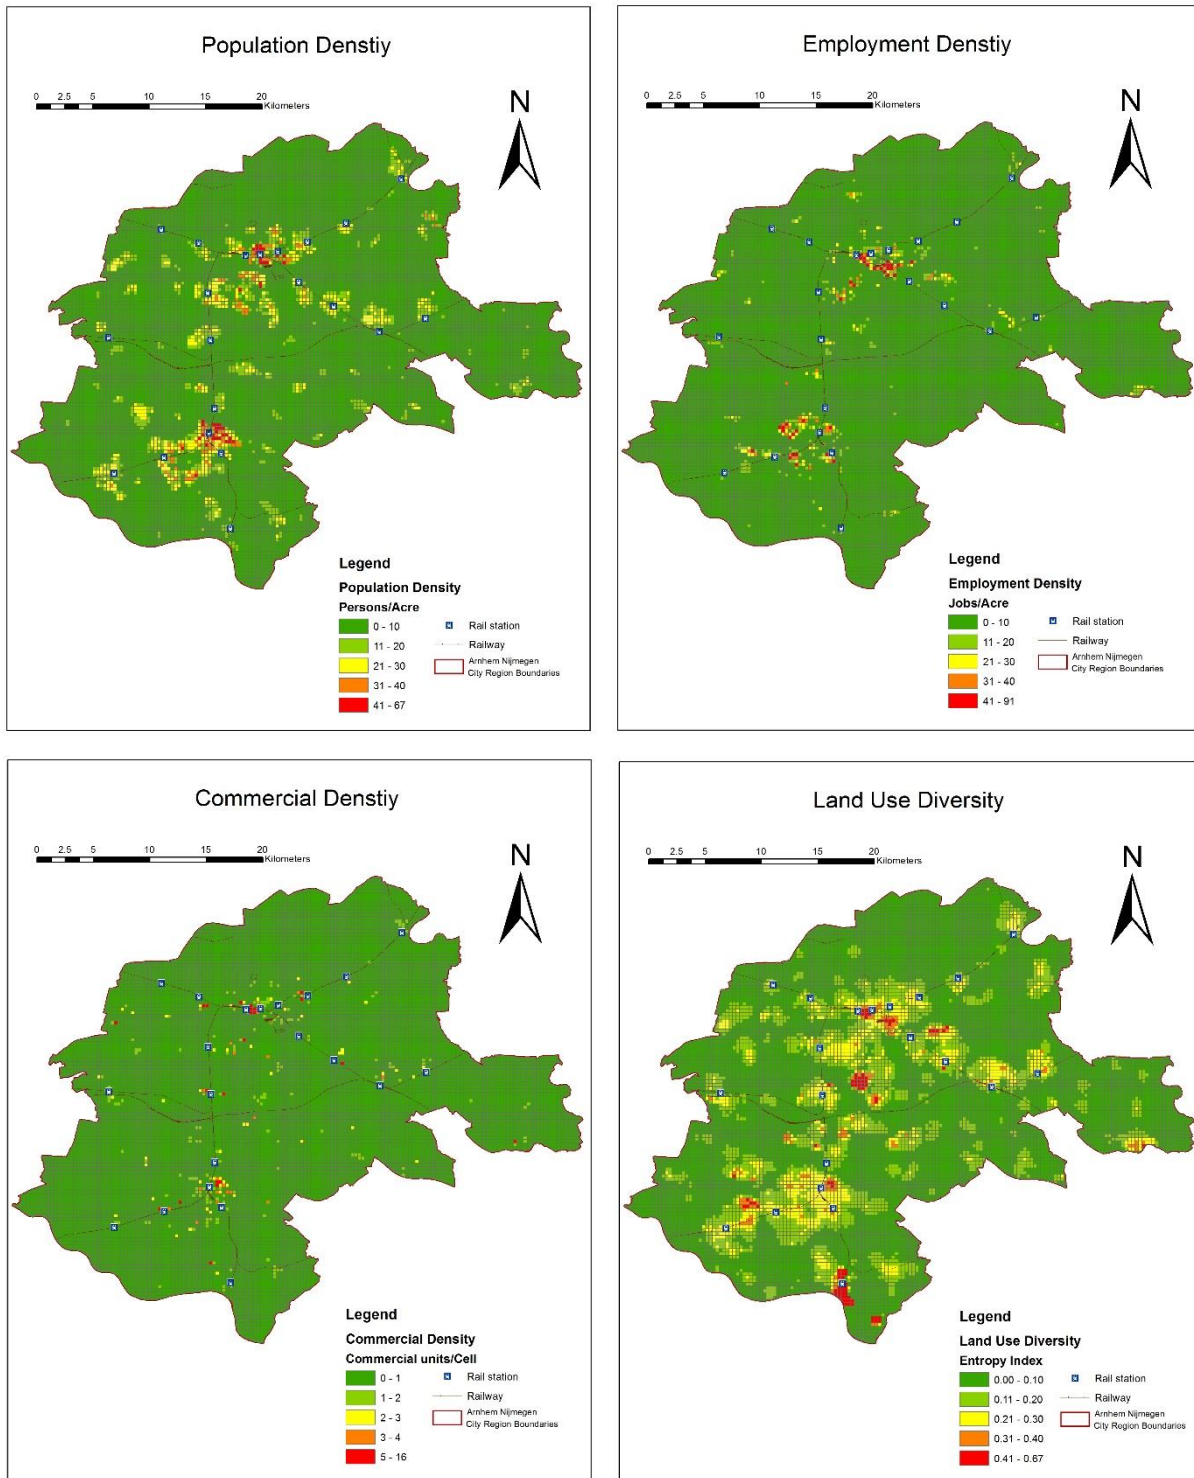 Population Denstiy
0 2.5 5 10 15 20
Kilometers
N
Legend
Population Density
Persons/Acre
0 - 10
11 - 20
21 - 30
31 - 40
41 - 67
Rail station
Railway
Arnhem Nijmegen
City Region Boundaries
Employment Denstiy
0 2.5 5 10 15 20
Kilometers
N
Legend
Employment Density
Jobs/Acre
0 - 10
11 - 20
21 - 30
31 - 40
41 - 91
Rail station
Railway
Arnhem Nijmegen
City Region Boundaries
Commercial Denstiy
0 2.5 5 10 15 20
Kilometers
N
Legend
Commercial Density
Commercial units/Cell
0 - 1
1 - 2
2 - 3
3 - 4
5 - 16
Rail station
Railway
Arnhem Nijmegen
City Region Boundaries
Land Use Diversity
0 2.5 5 10 15 20
Kilometers
N
Legend
Land Use Diversity
Entropy Index
0.00 - 0.10
0.11 - 0.20
0.21 - 0.30
0.31 - 0.40
0.41 - 0.67
Rail station
Railway
Arnhem Nijmegen
City Region Boundaries